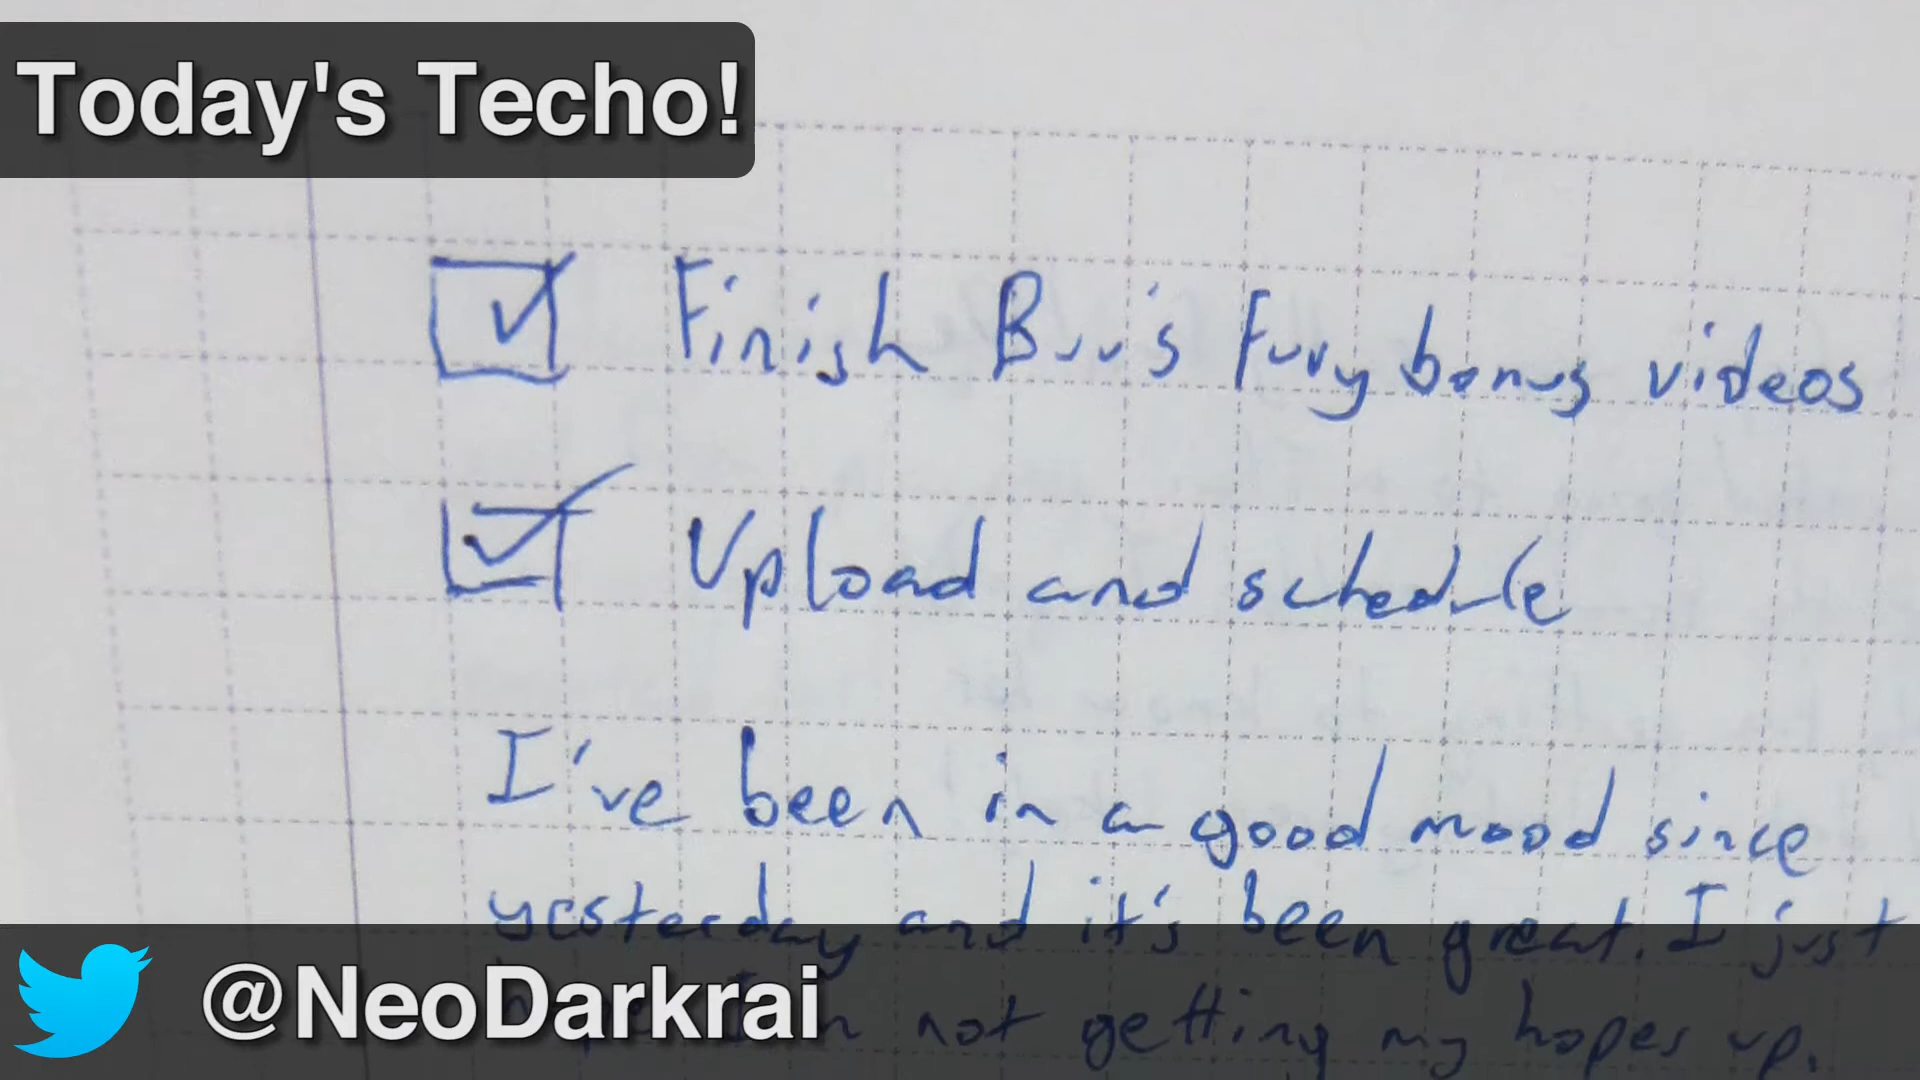 Today's Techo!
Finish Bow's Fury bonus videos
Upload and schedule
I've been in a good mood since
yesterday and it's been great. I just
not getting my hopes up.
@NeoDarkrai